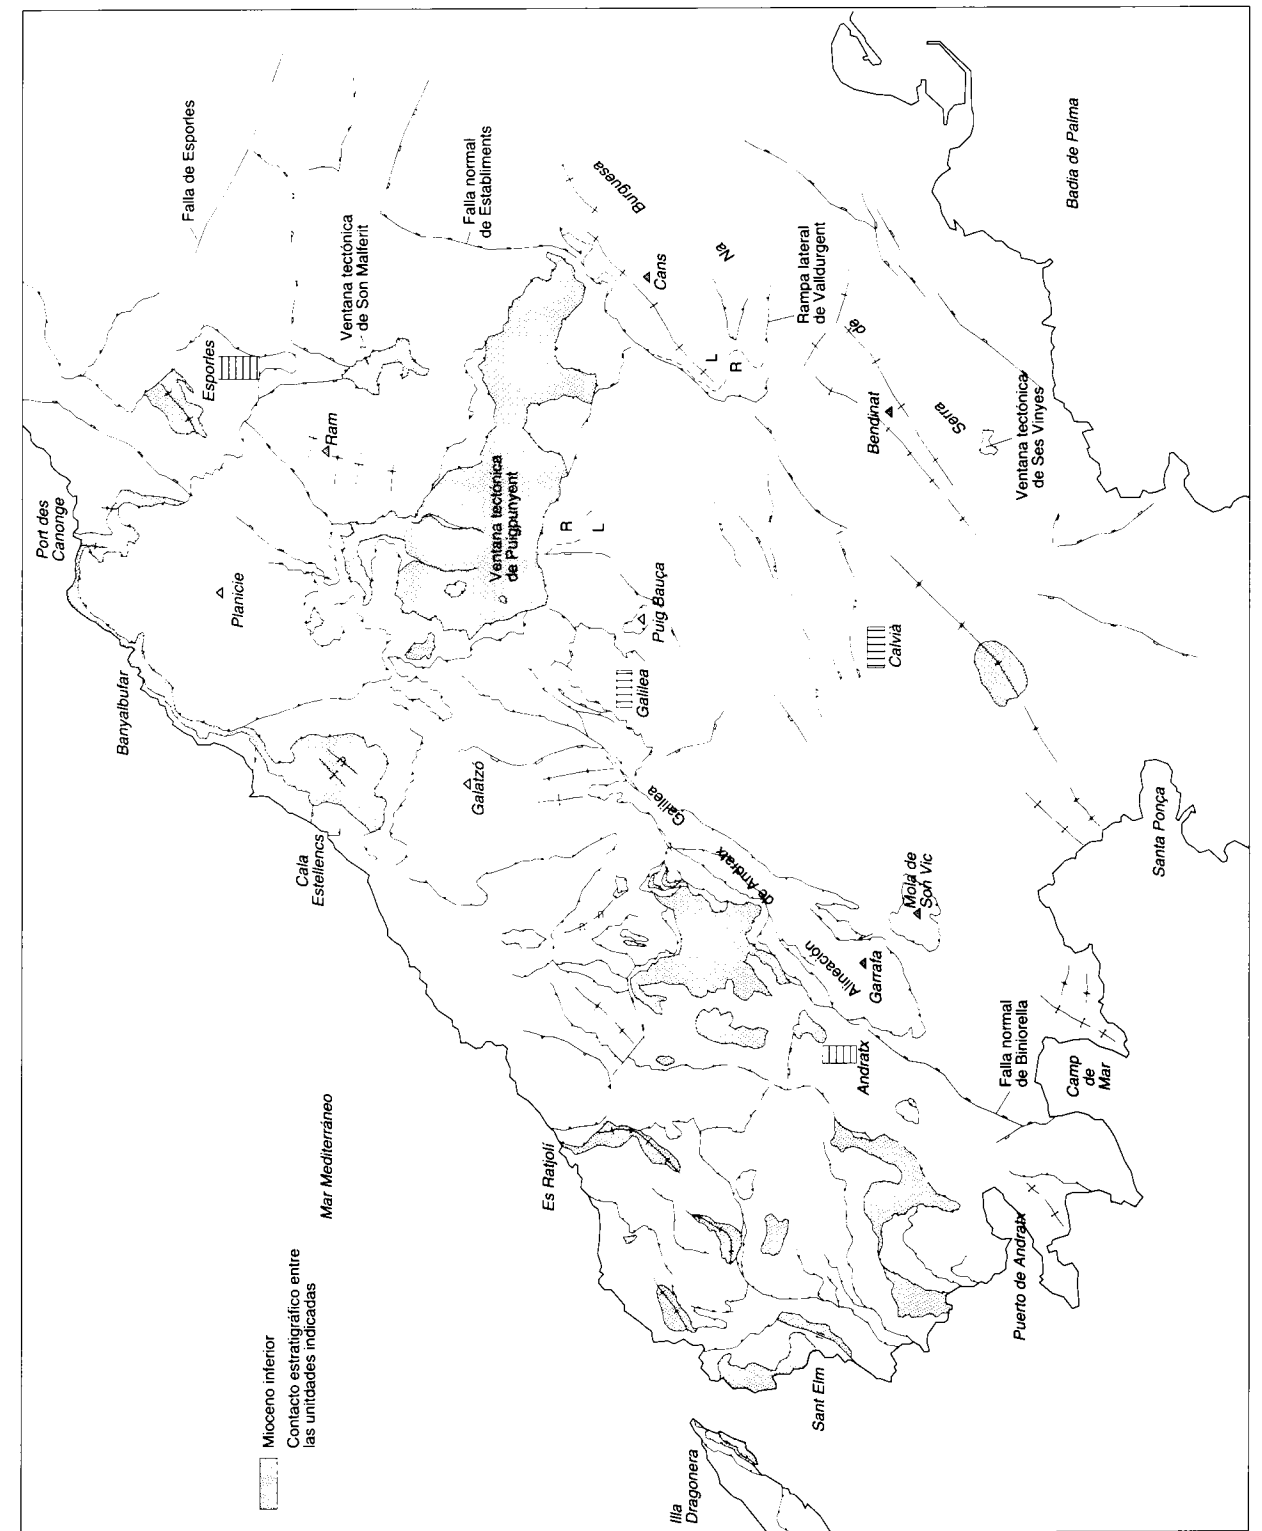 Mioceno inferior
Contacto estratigráfico entre
las unitdades indicadas
Mar Mediterráneo
Illa
Dragonera
Sant Elm
Es Ratjolí
Puerto de Andratx
Camp
de
Mar
Falla normal
de Biniorella
Andratx
Garrafa
Mola de
Son Vic
Alineación
de Andratx
Galilea
Santa Ponça
Cala
Estellencs
Galatzó
Galilea
Puig Bauça
Calvià
Banyalbufar
Planicie
Port des
Canonge
Ventana tectónica
de Puigpunyent
R
L
Ram
Esporles
Ventana tectónica
de Son Malferit
Falla de Esporles
Falla normal
de Establiments
Bendinat
Ventana tectónica
de Ses Vinyes
Serra
de
Na
Burguesa
L
R
Rampa lateral
de Valldurgent
Cans
Badia de Palma